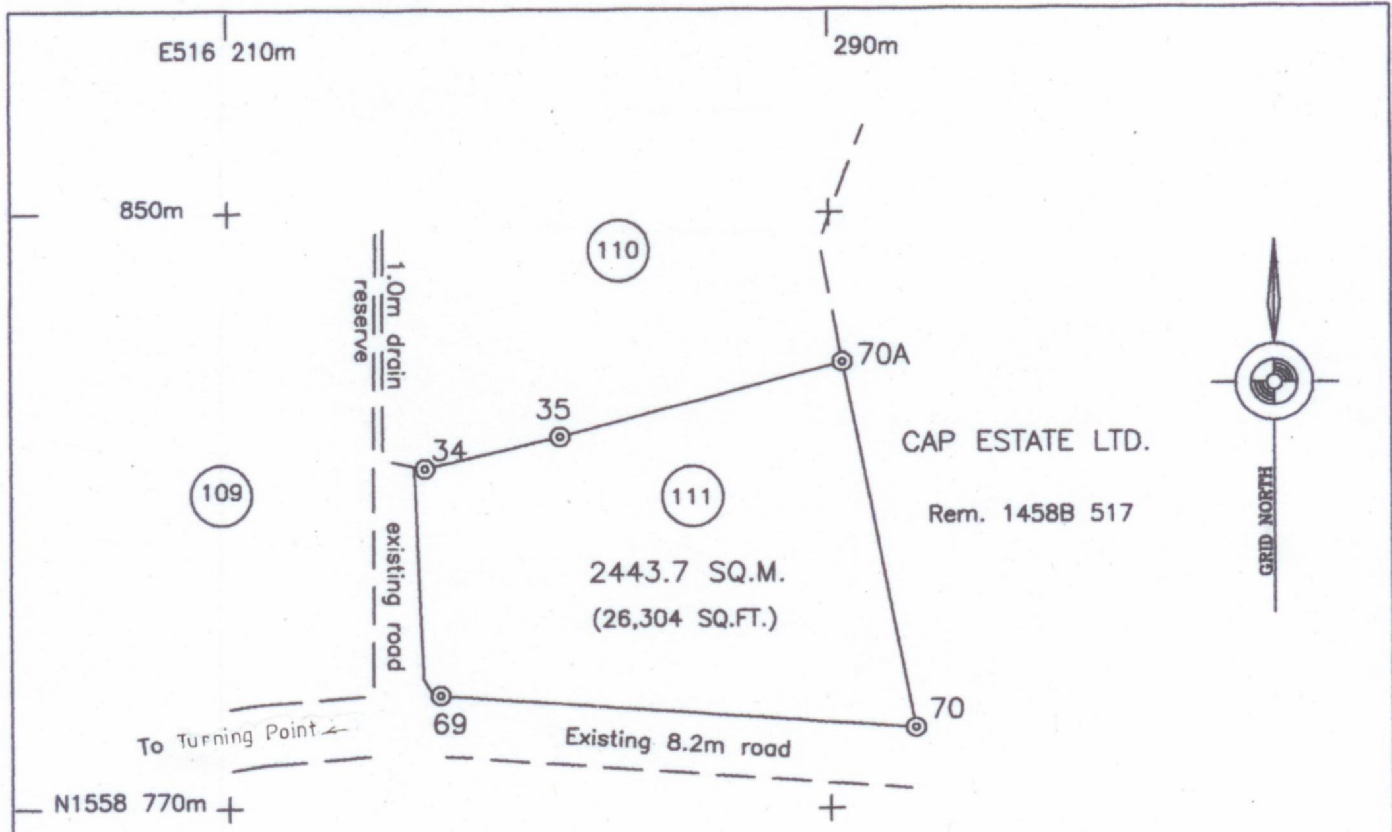 E516 210m
290m
850m
110
1.0m drain
reserve
70A
35
34
CAP ESTATE LTD.
109
111
Rem. 1458B 517
existing road
2443.7 SQ.M.
(26,304 SQ.FT.)
GRID NORTH
69
70
To Turning Point
Existing 8.2m road
N1558 770m